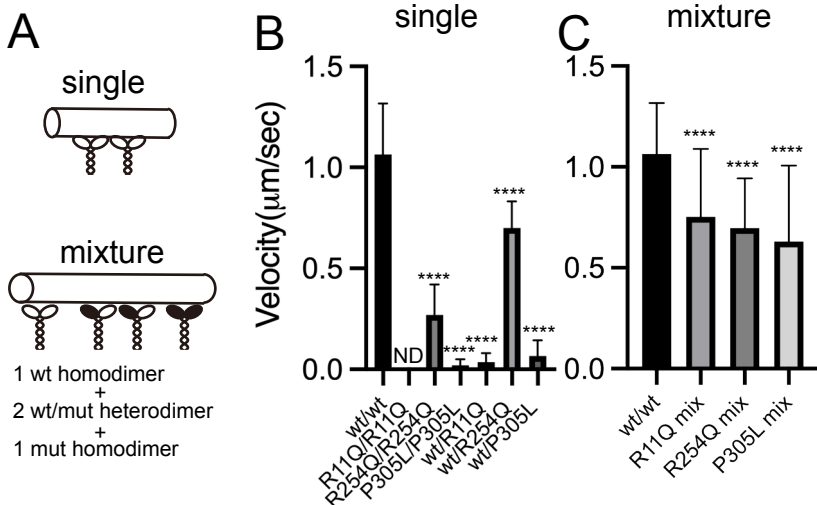 A
single
mixture
1 wt homodimer
+
2 wt/mut heterodimer
+
1 mut homodimer
B
single
Velocity(μm/sec)
1.5
1.0
0.5
0.0
ND
****
****
****
****
****
wt/wt
R11Q/R11Q
R254Q/R254Q
P305L/P305L
wt/R11Q
wt/R254Q
wt/P305L
C
mixture
1.5
1.0
0.5
0.0
****
****
****
wt/wt
R11Q mix
R254Q mix
P305L mix